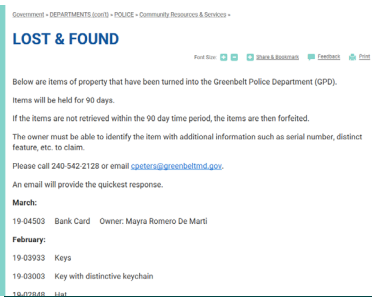 Government » DEPARTMENTS (con't) » POLICE » Community Resources & Services »
LOST & FOUND
Font Size: + - Share & Bookmark Feedback Print
Below are items of property that have been turned into the Greenbelt Police Department (GPD).
Items will be held for 90 days.
If the items are not retrieved within the 90 day time period, the items are then forfeited.
The owner must be able to identify the item with additional information such as serial number, distinct
feature, etc. to claim.
Please call 240-542-2128 or email cpeters@greenbeltmd.gov.
An email will provide the quickest response.
March:
19-04503 Bank Card Owner: Mayra Romero De Marti
February:
19-03933 Keys
19-03003 Key with distinctive keychain
19-02848 Hat